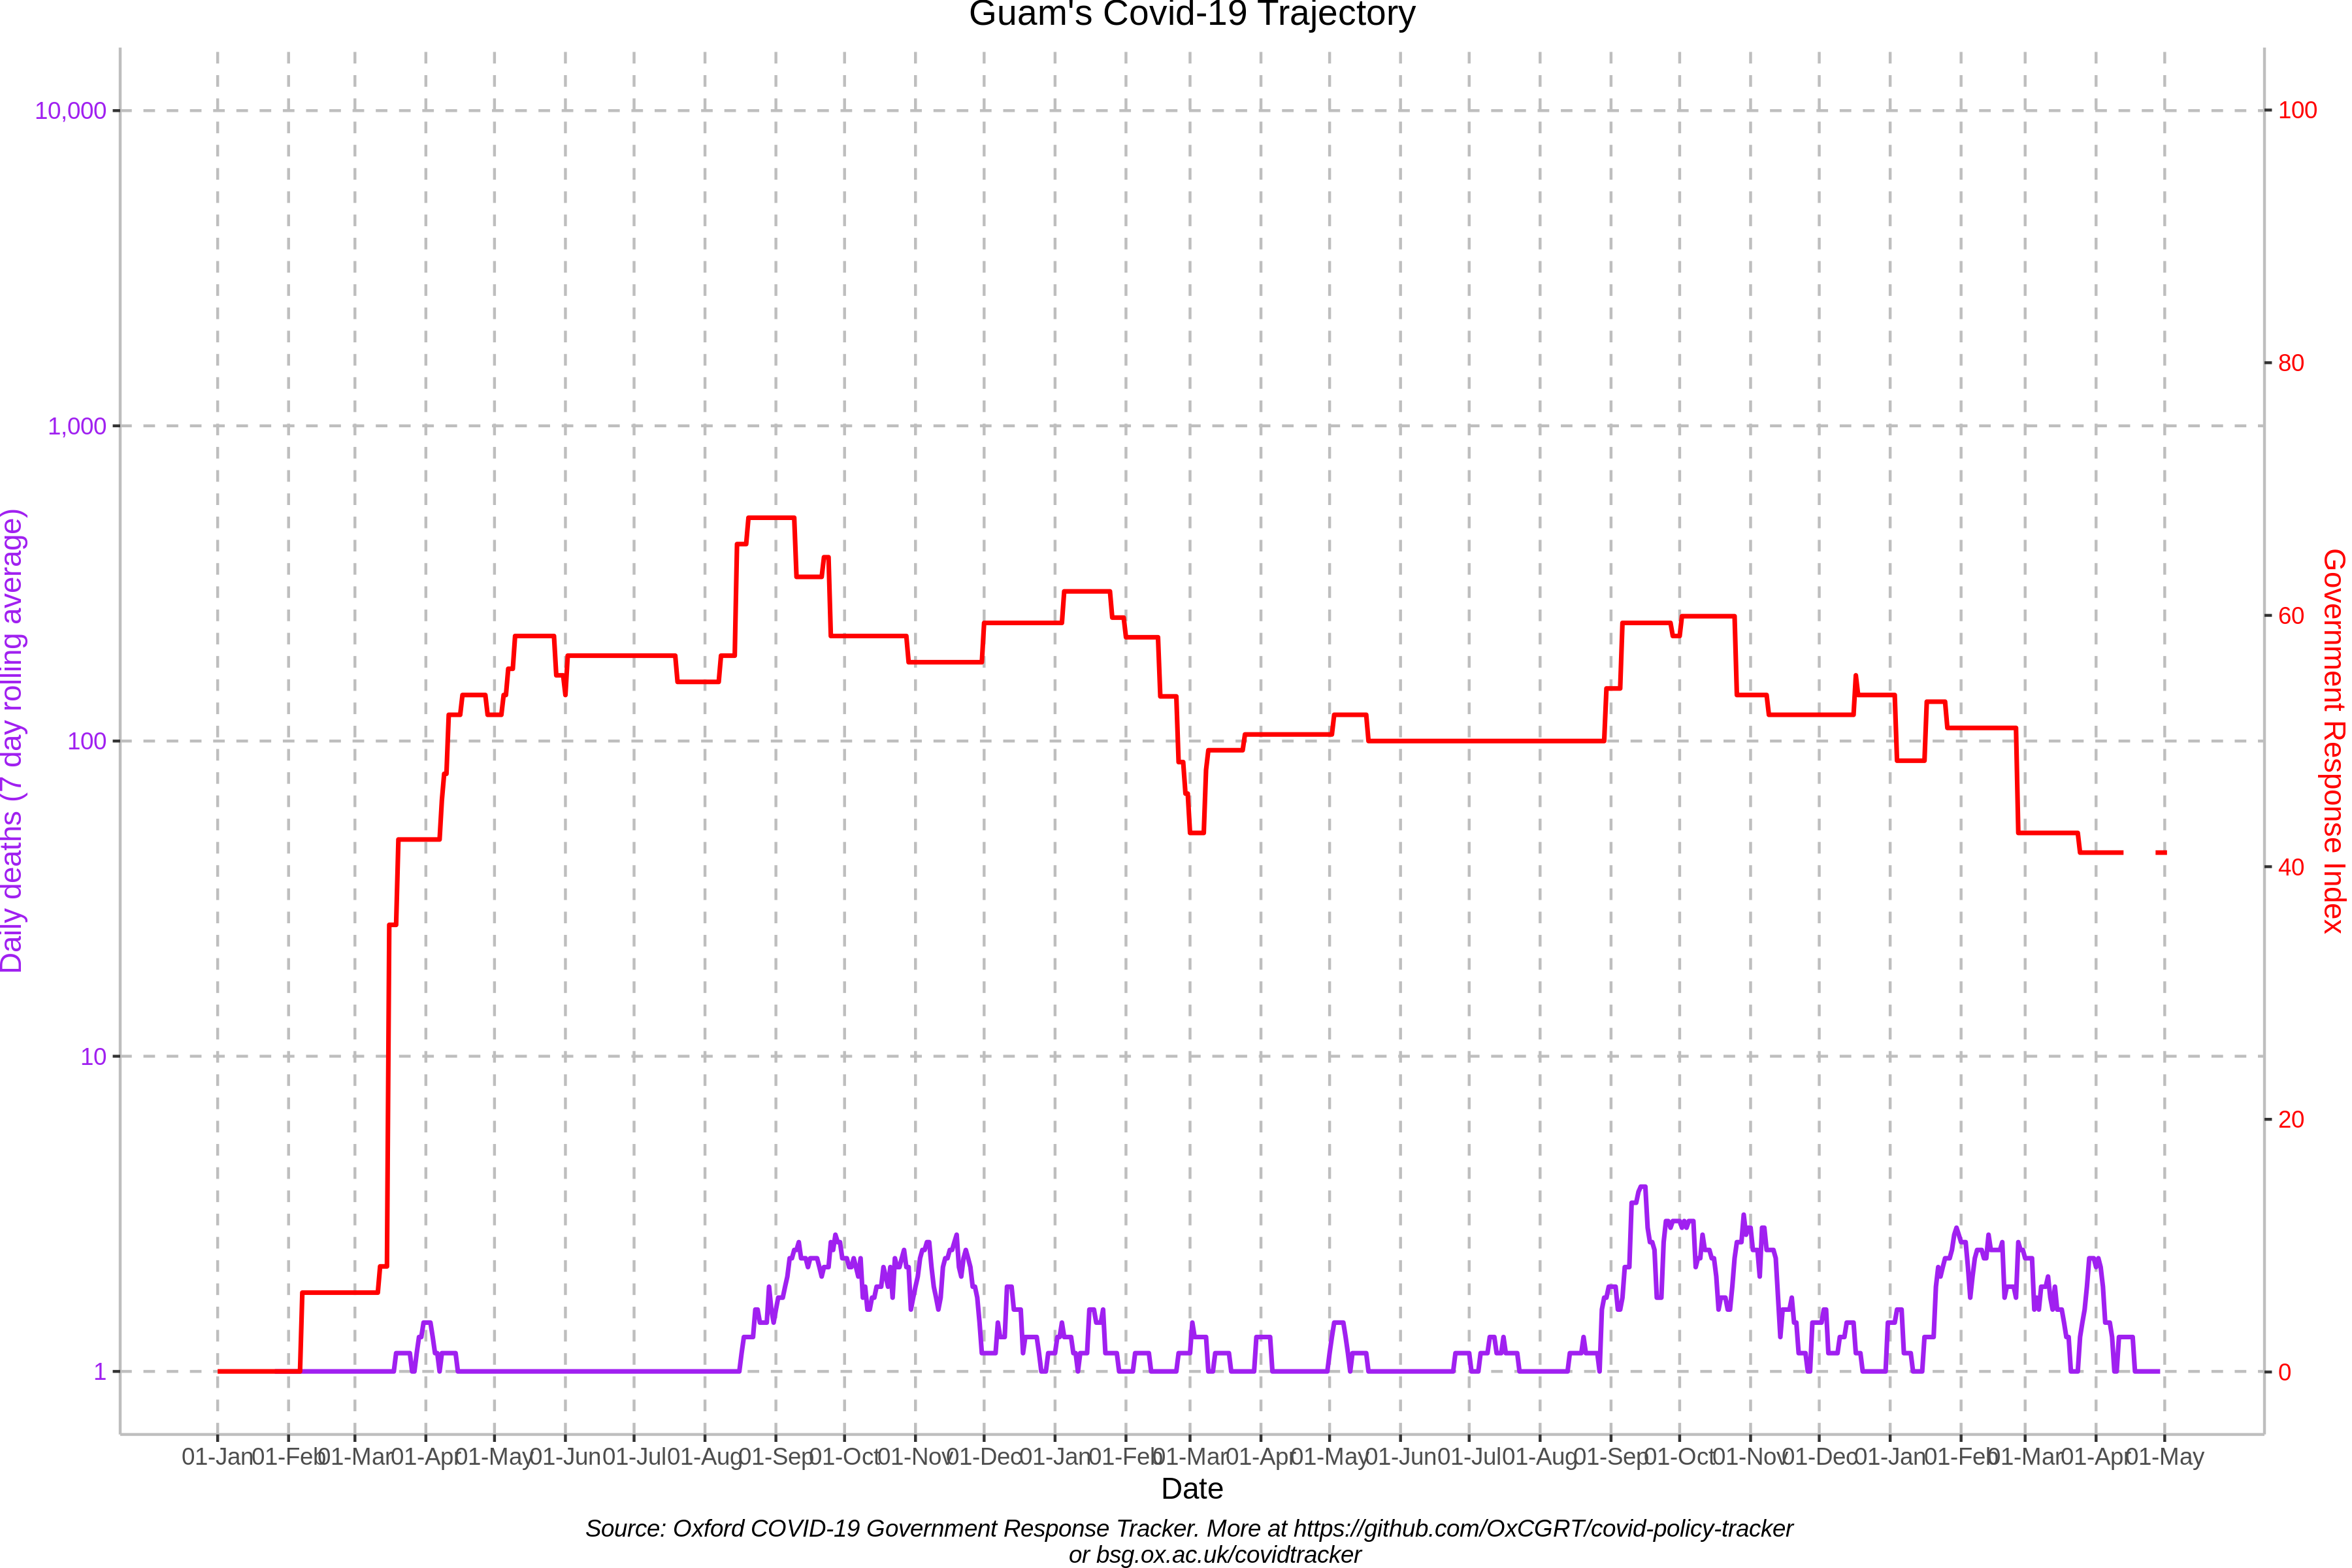 Guam's Covid-19 Trajectory
10,000
1,000
100
10
1
Daily deaths (7 day rolling average)
100
80
60
40
20
0
Government Response Index
01-Jan 01-Feb 01-Mar 01-Apr 01-May 01-Jun 01-Jul 01-Aug 01-Sep 01-Oct 01-Nov 01-Dec 01-Jan 01-Feb 01-Mar 01-Apr 01-May 01-Jun 01-Jul 01-Aug 01-Sep 01-Oct 01-Nov 01-Dec 01-Jan 01-Feb 01-Mar 01-Apr 01-May
Date
Source: Oxford COVID-19 Government Response Tracker. More at https://github.com/OxCGRT/covid-policy-tracker
or bsg.ox.ac.uk/covidtracker